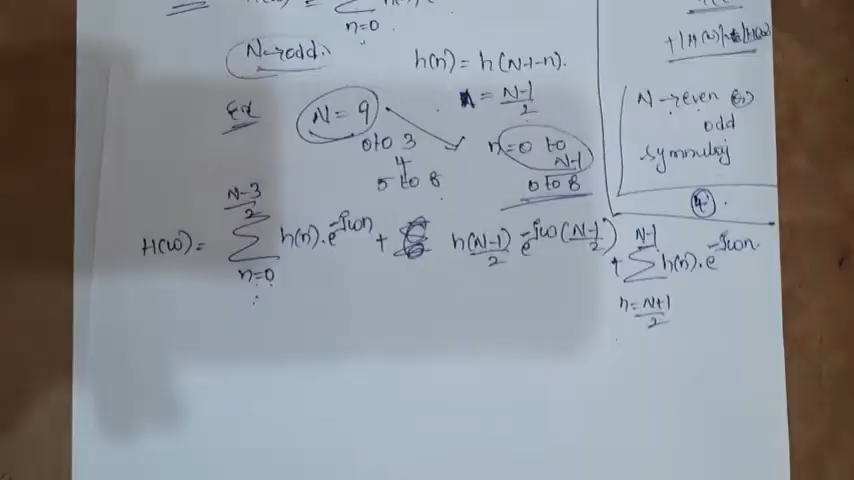 n=0
N→odd:
h(n) = h(N-1-n).
n = N-1/2
Ex
N=9
0 to 3
4
5 to 8
n=0 to N-1
0 to 8
H(ω) = Σ_{n=0}^{N-3/2} h(n).e^{-jωn} + h(N-1)/2 e^{-jω(N-1/2)} + Σ_{n=N+1/2}^{N-1} h(n).e^{-jωn}
N→even
odd
symmetry
4